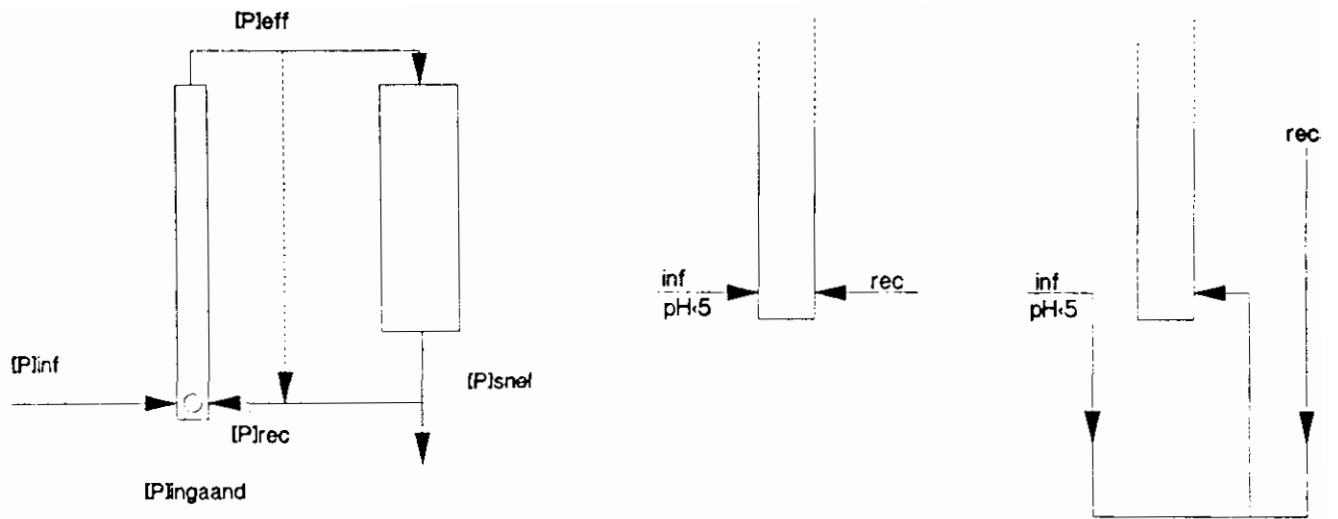 [P]eff
[P]inf
[P]snel
[P]rec
[P]ingaand
inf
pH<5
rec
inf
pH<5
rec